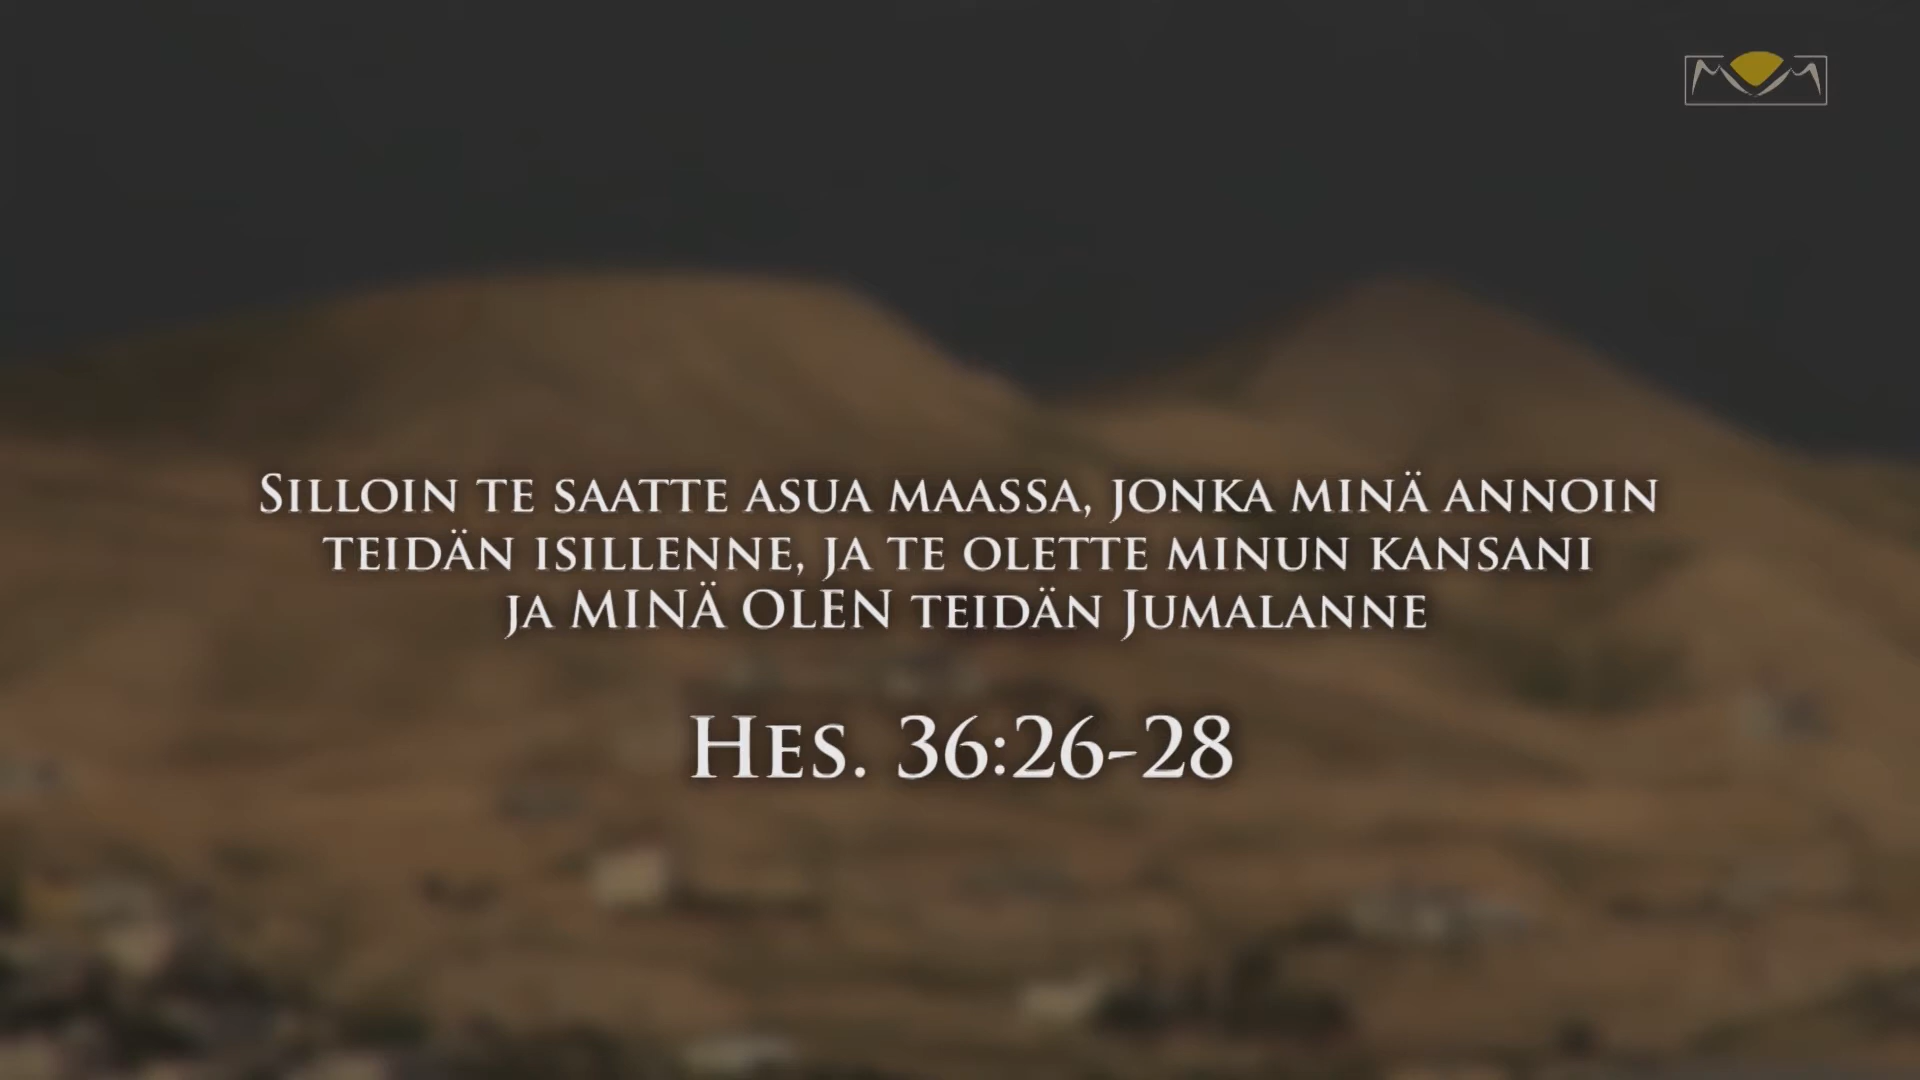 Silloin te saatte asua maassa, jonka minä annoin
teidän isillenne, ja te olette minun kansani
ja MINÄ OLEN teidän Jumalanne
Hes. 36:26-28